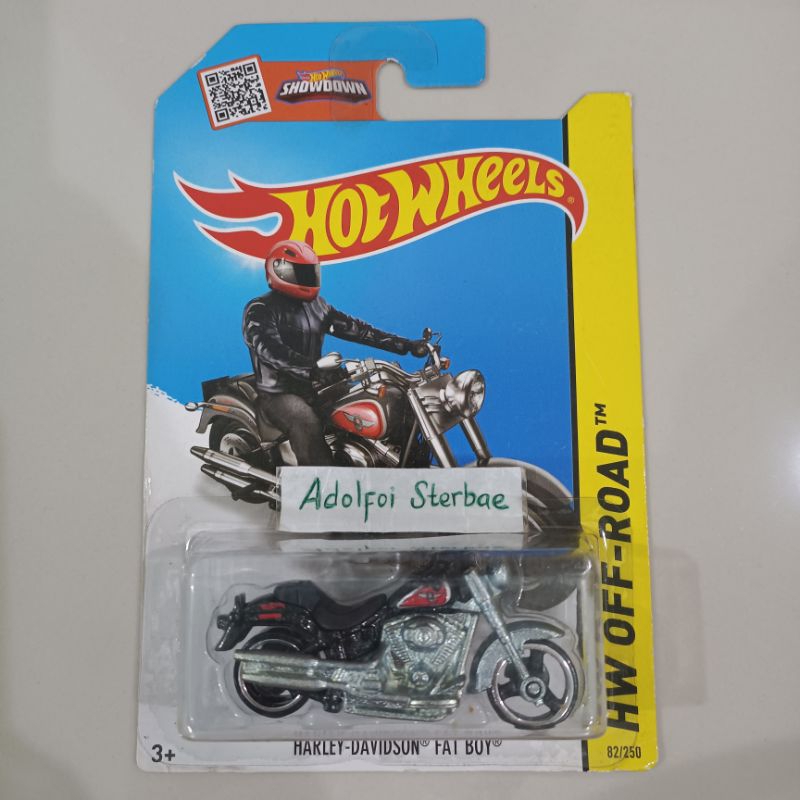 HOT WHEELS
SHOWDOWN
HOT WHEELS®
Adolfoi Sterbae
HW OFF-ROAD™
3+
HARLEY-DAVIDSON® FAT BOY®
82/250